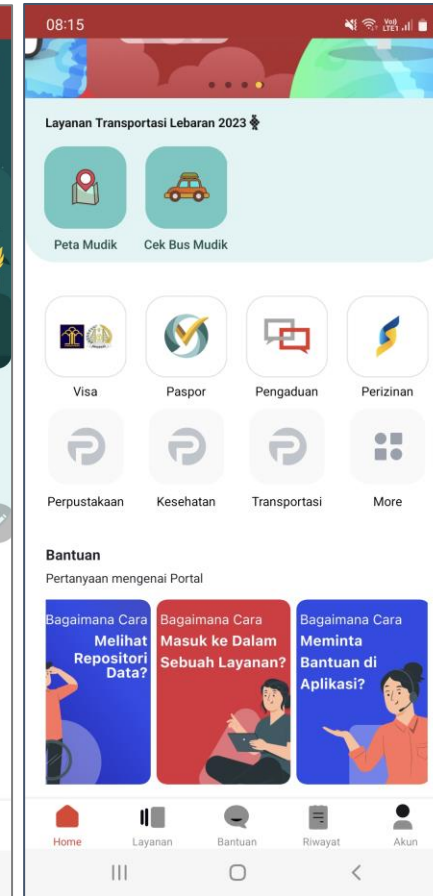 08:15
Vo))
LTE1
Layanan Transportasi Lebaran 2023
Peta Mudik
Cek Bus Mudik
Visa
Paspor
Pengaduan
Perizinan
Perpustakaan
Kesehatan
Transportasi
More
Bantuan
Pertanyaan mengenai Portal
Bagaimana Cara
Melihat
Repositori
Data?
Bagaimana Cara
Masuk ke Dalam
Sebuah Layanan?
Bagaimana Cara
Meminta
Bantuan di
Aplikasi?
Home
Layanan
Bantuan
Riwayat
Akun